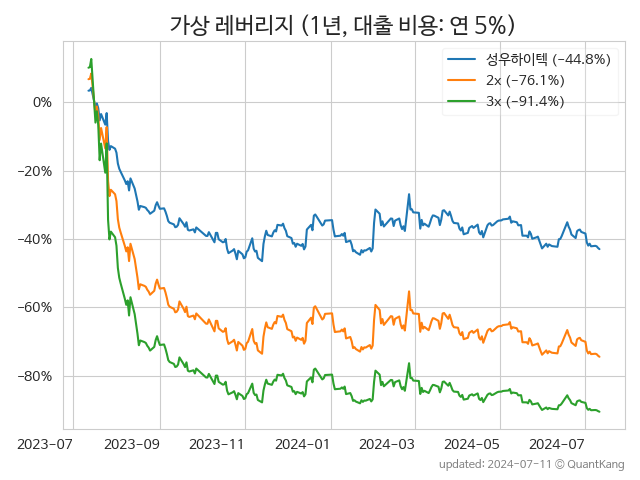 가상 레버리지 (1년, 대출 비용: 연 5%)
성우하이텍 (-44.8%)
2x (-76.1%)
3x (-91.4%)
0%
-20%
-40%
-60%
-80%
2023-07 2023-09 2023-11 2024-01 2024-03 2024-05 2024-07
updated: 2024-07-11 © QuantKang